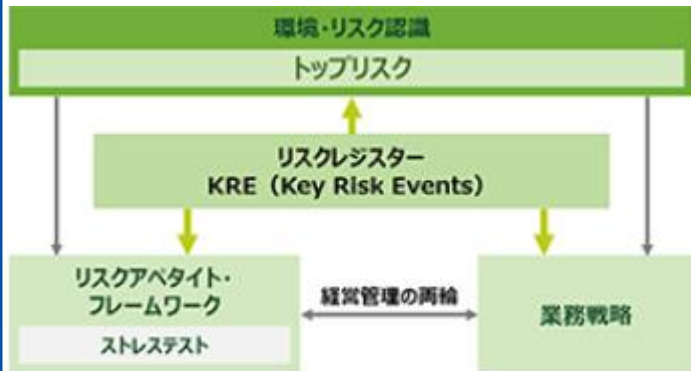 環境・リスク認識
トップリスク
リスクレジスター
KRE（Key Risk Events）
リスクアペタイト・
フレームワーク
ストレステスト
経営管理の両輪
業務戦略